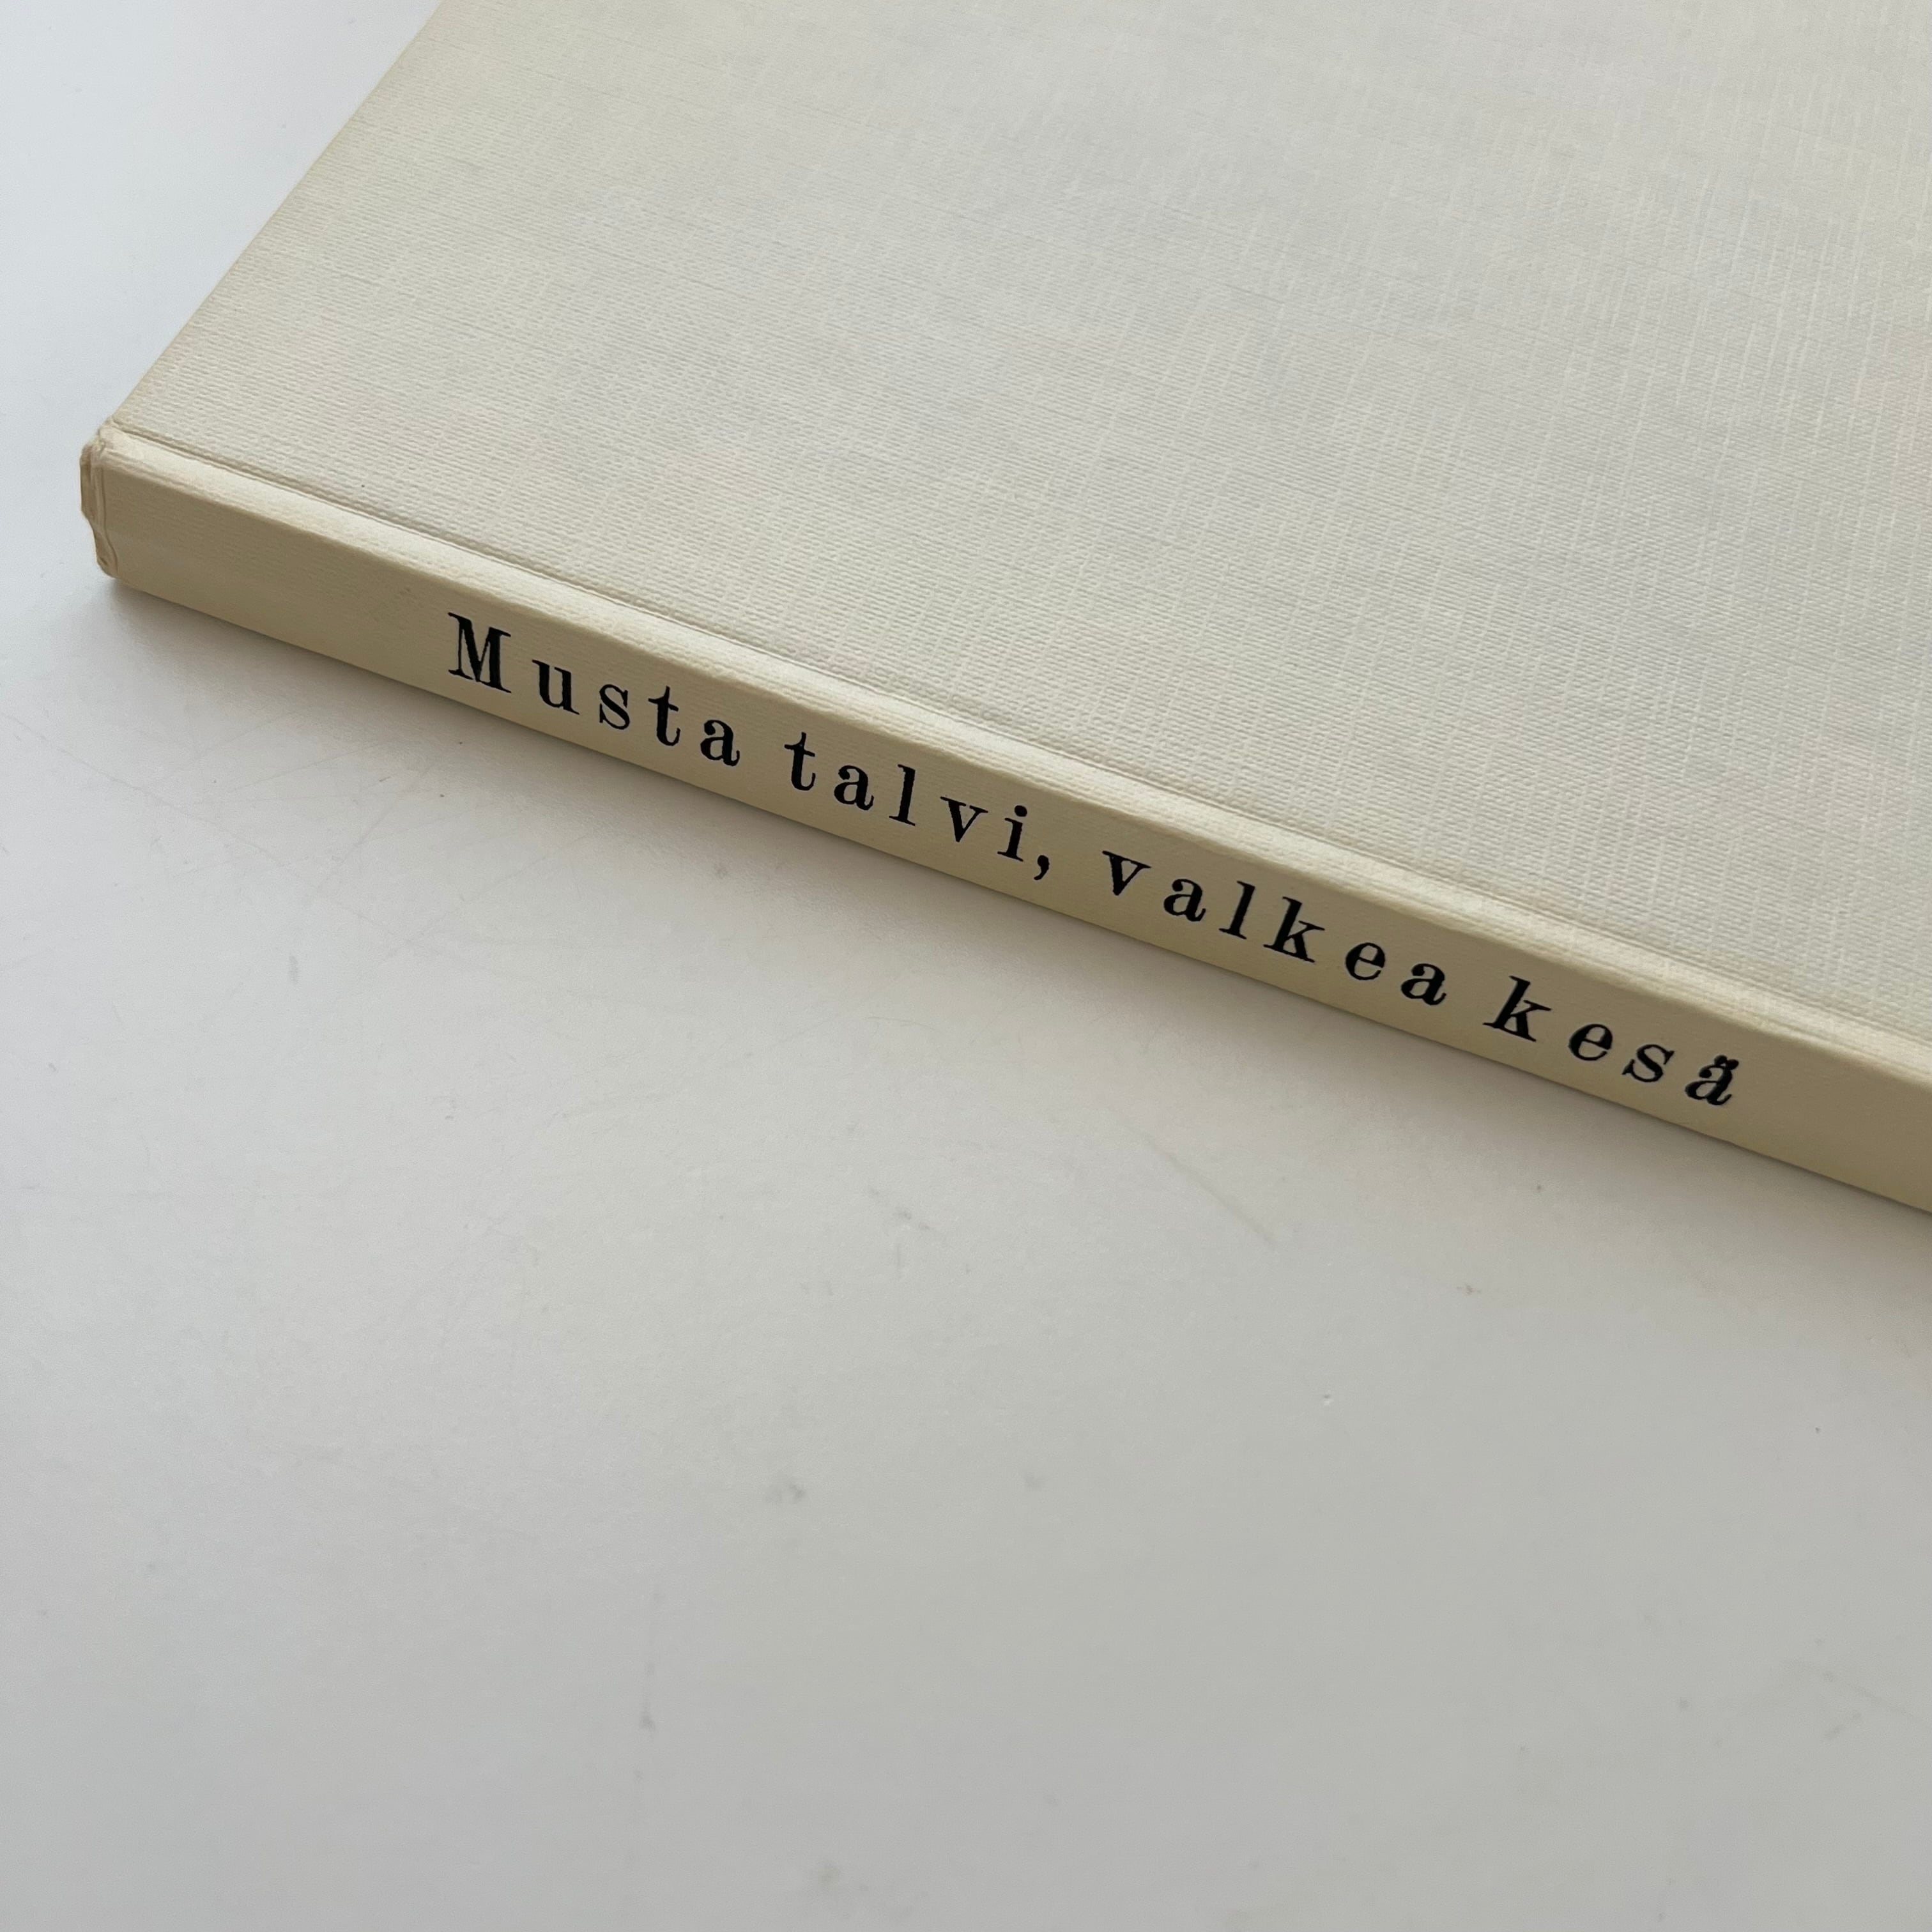 Musta talvi, valkea kesä